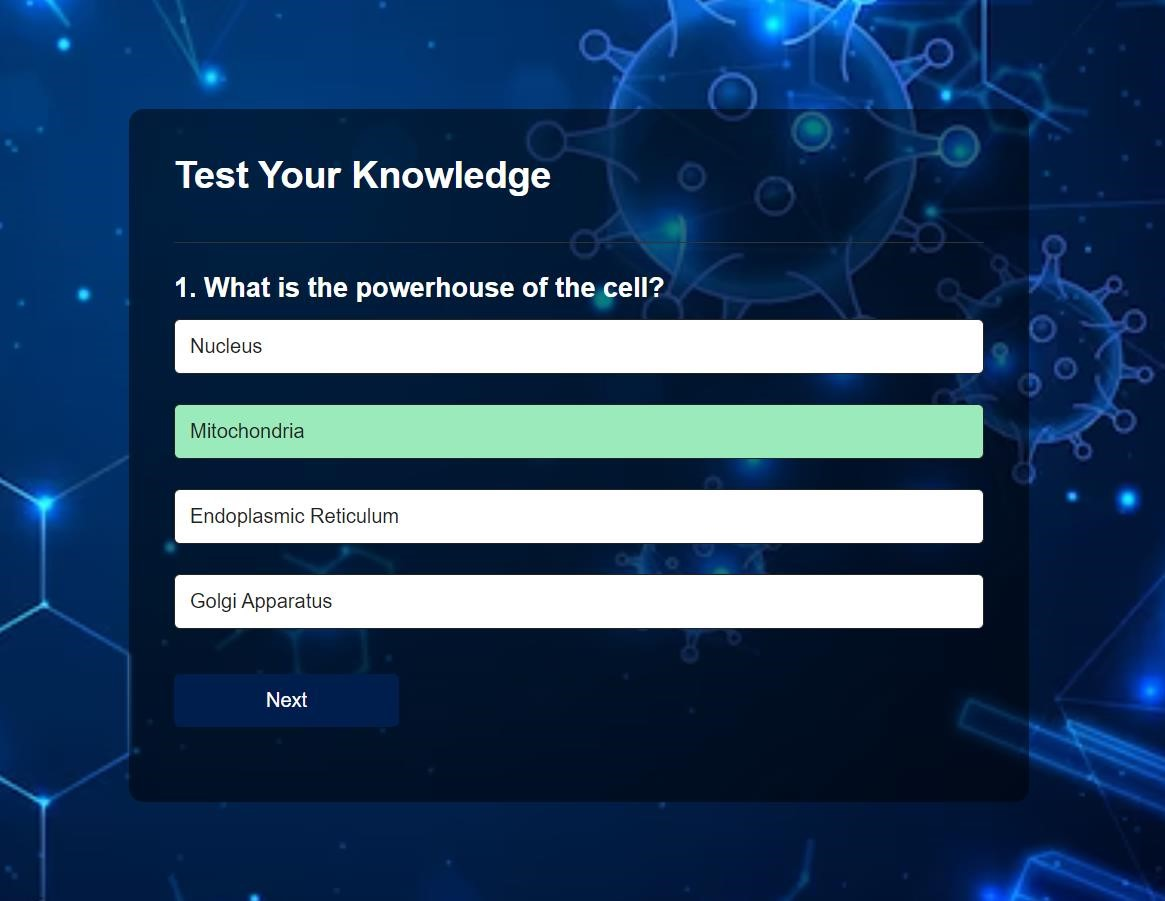 Test Your Knowledge
1. What is the powerhouse of the cell?
Nucleus
Mitochondria
Endoplasmic Reticulum
Golgi Apparatus
Next